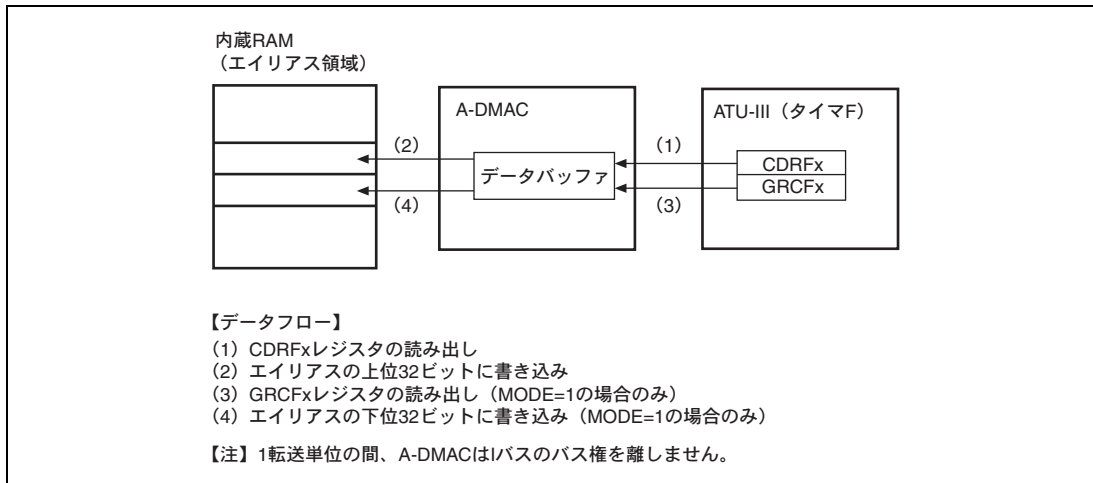 内蔵RAM
（エイリアス領域）
A-DMAC
ATU-III（タイマF）
(2)
(1)
データバッファ
CDRFx
GRCFx
(4)
(3)
【データフロー】
（1）CDRFxレジスタの読み出し
（2）エイリアスの上位32ビットに書き込み
（3）GRCFxレジスタの読み出し（MODE=1の場合のみ）
（4）エイリアスの下位32ビットに書き込み（MODE=1の場合のみ）
【注】1転送単位の間、A-DMACはIバスのバス権を離しません。